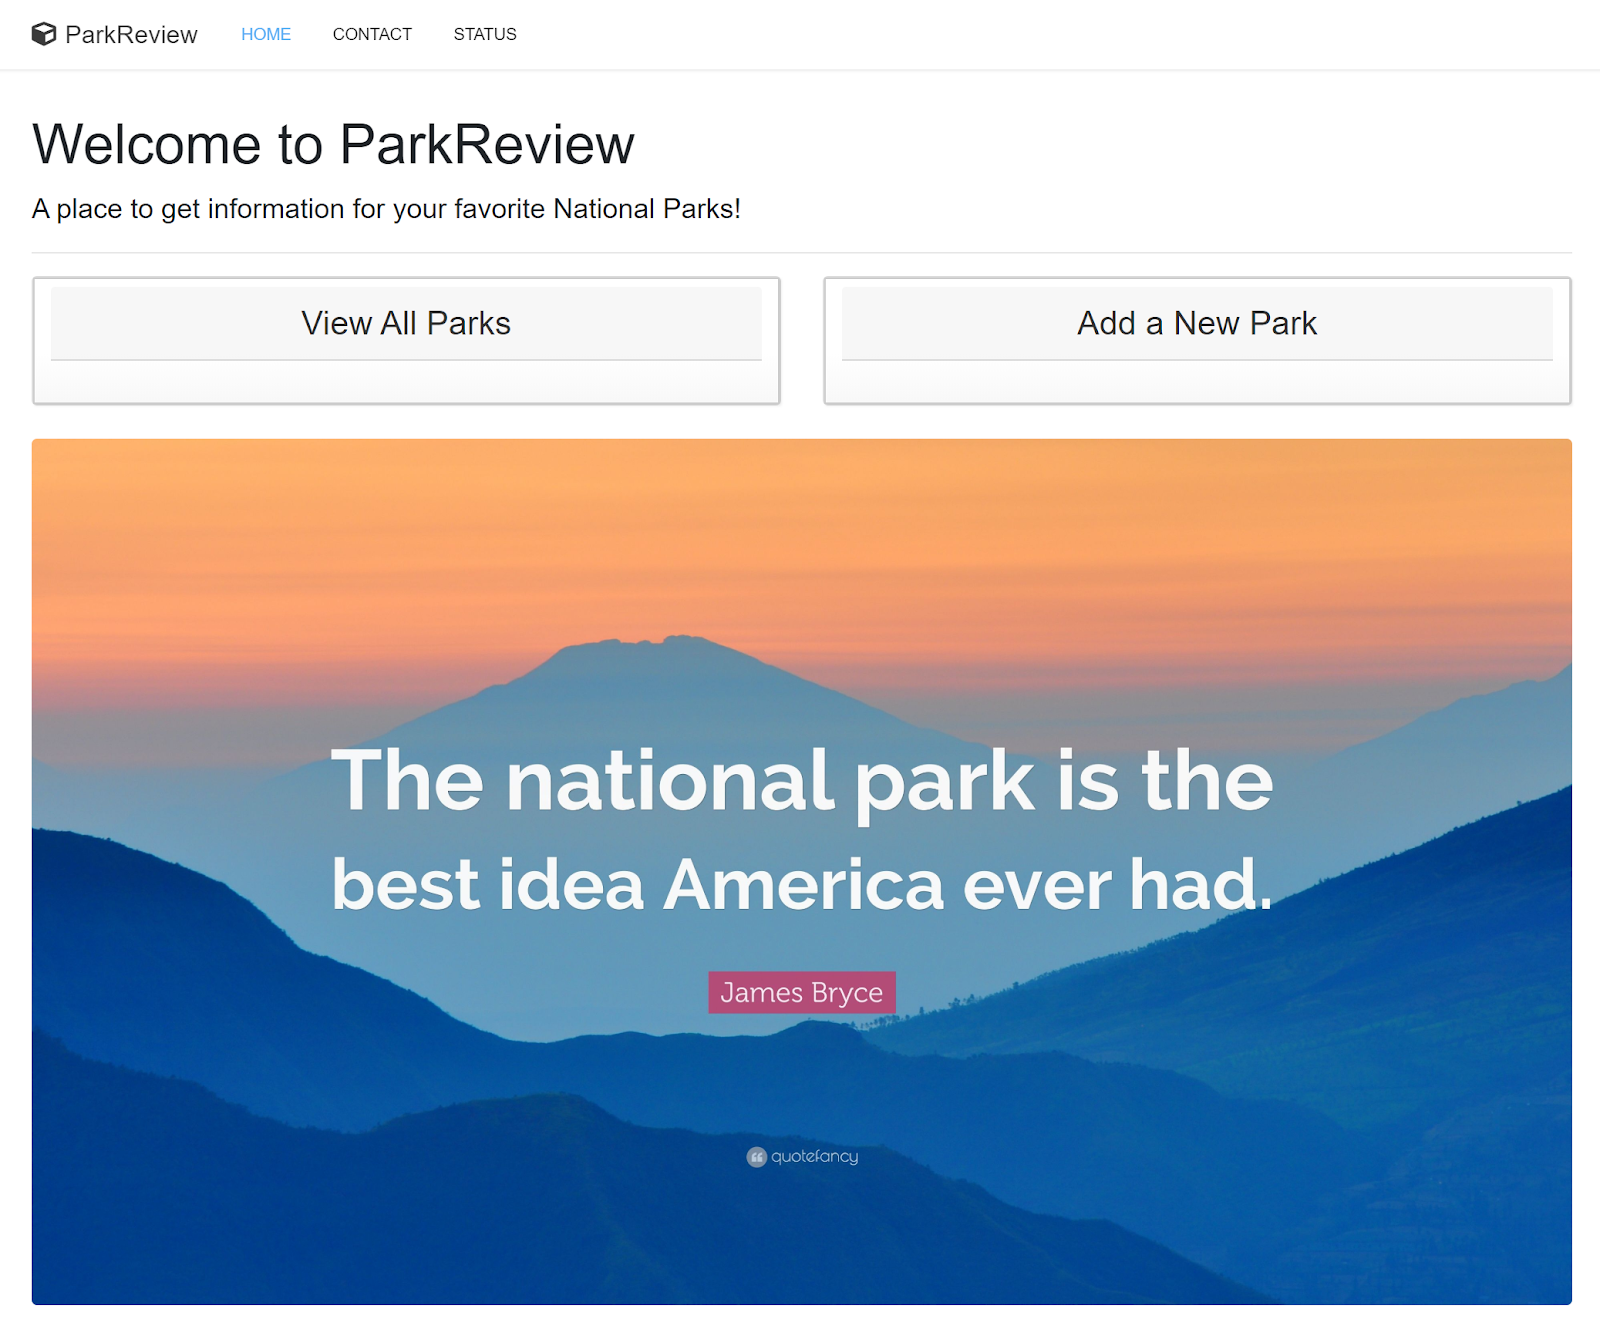 ParkReview HOME CONTACT STATUS
Welcome to ParkReview
A place to get information for your favorite National Parks!
View All Parks
Add a New Park
The national park is the
best idea America ever had.
James Bryce
quotefancy